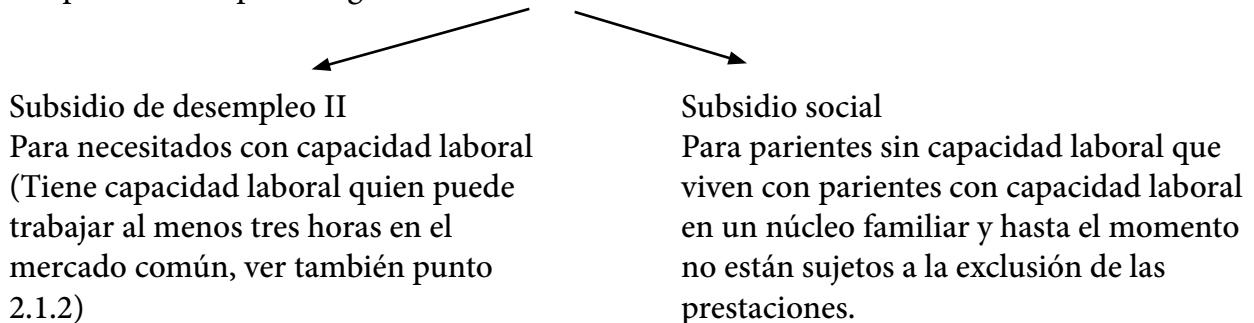 Subsidio de desempleo II
Para necesitados con capacidad laboral
(Tiene capacidad laboral quien puede
trabajar al menos tres horas en el
mercado común, ver también punto
2.1.2)
Subsidio social
Para parientes sin capacidad laboral que
viven con parientes con capacidad laboral
en un núcleo familiar y hasta el momento
no están sujetos a la exclusión de las
prestaciones.